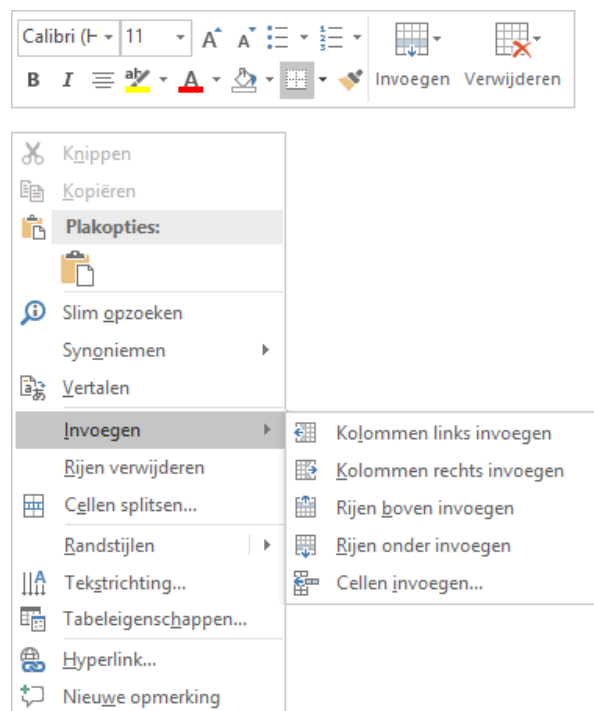 Calibri (H 11 A A
B I ab A Invoegen Verwijderen
Knippen
Kopiëren
Plakopties:
Slim opzoeken
Synoniemen
Vertalen
Invoegen
Rijen verwijderen
Cellen splitsen...
Randstijlen
Tekstrichting...
Tabeleigenschappen...
Hyperlink...
Nieuwe opmerking
Kolommen links invoegen
Kolommen rechts invoegen
Rijen boven invoegen
Rijen onder invoegen
Cellen invoegen...